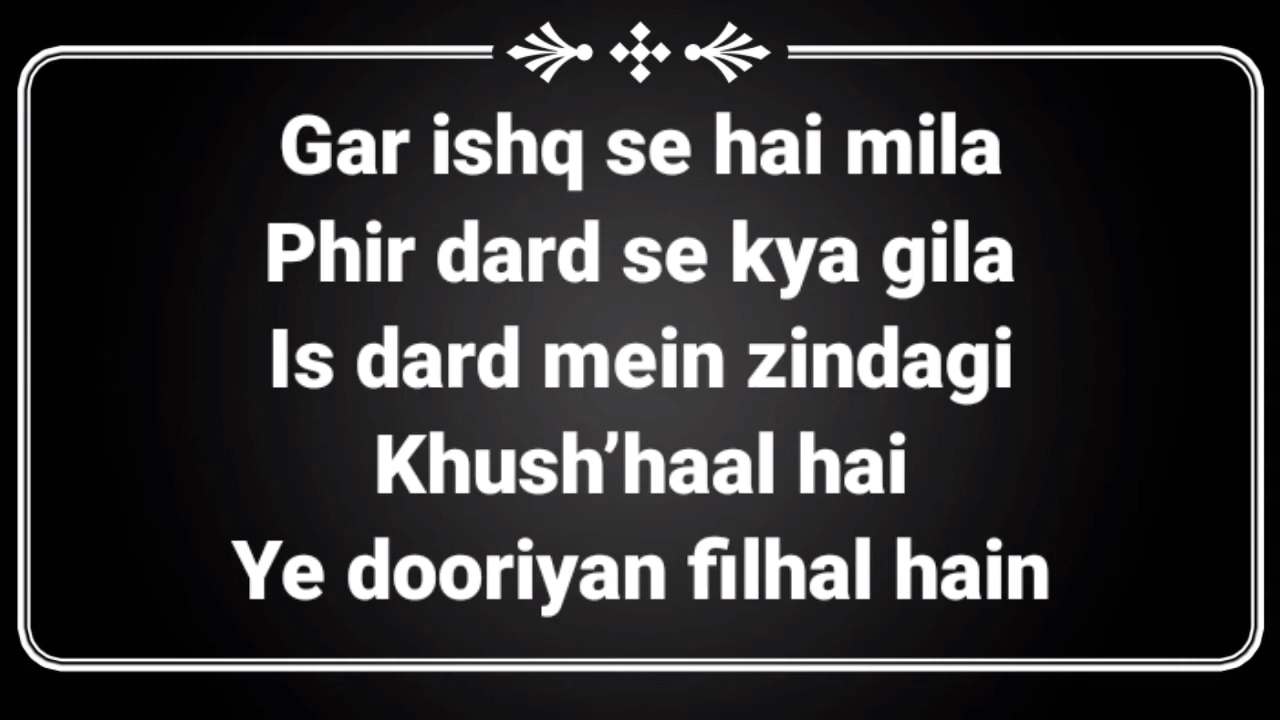 Gar ishq se hai mila
Phir dard se kya gila
Is dard mein zindagi
Khush’haal hai
Ye dooriyan filhal hain